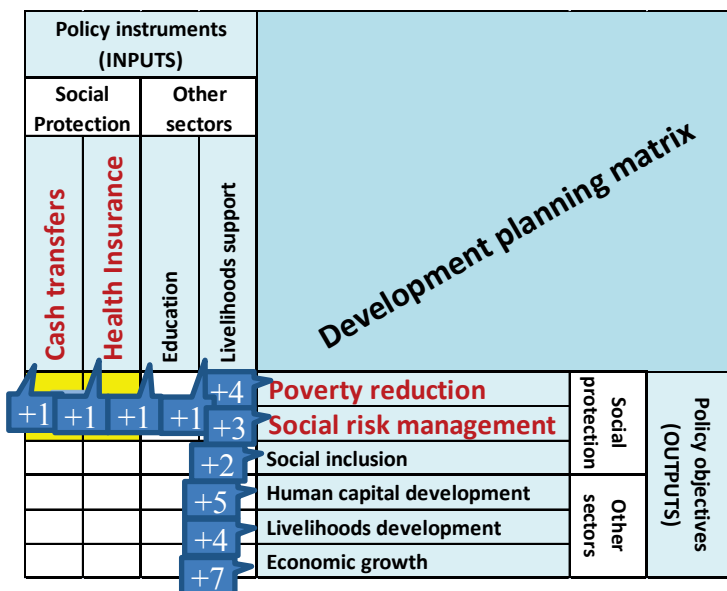 Policy instruments
(INPUTS)
Social
Protection
Other
sectors
Cash transfers
Health Insurance
Education
Livelihoods support
Development planning matrix
+1
+1
+1
+1
+4
Poverty reduction
+3
Social risk management
+2
Social inclusion
+5
Human capital development
+4
Livelihoods development
+7
Economic growth
Social
protection
Other
sectors
Policy objectives
(OUTPUTS)